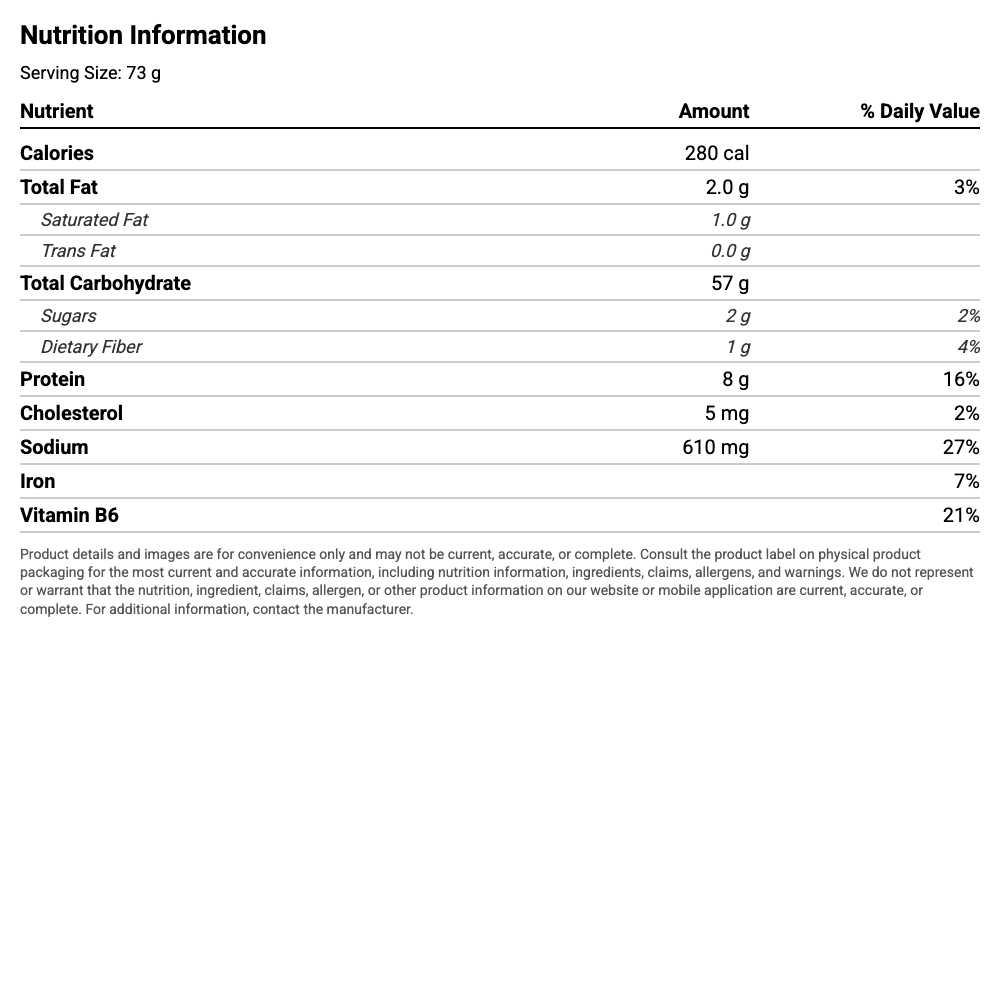 Nutrition Information
Serving Size: 73 g
Nutrient Amount % Daily Value
Calories 280 cal
Total Fat 2.0 g 3%
Saturated Fat 1.0 g
Trans Fat 0.0 g
Total Carbohydrate 57 g
Sugars 2 g 2%
Dietary Fiber 1 g 4%
Protein 8 g 16%
Cholesterol 5 mg 2%
Sodium 610 mg 27%
Iron 7%
Vitamin B6 21%
Product details and images are for convenience only and may not be current, accurate, or complete. Consult the product label on physical product
packaging for the most current and accurate information, including nutrition information, ingredients, claims, allergens, and warnings. We do not represent
or warrant that the nutrition, ingredient, claims, allergen, or other product information on our website or mobile application are current, accurate, or
complete. For additional information, contact the manufacturer.